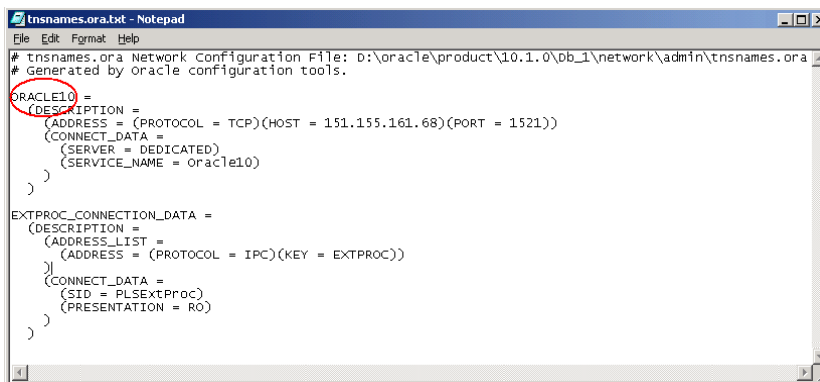 tnsnames.ora.txt - Notepad
File Edit Format Help
# tnsnames.ora Network Configuration File: D:\oracle\product\10.1.0\Db_1\network\admin\tnsnames.ora
# Generated by Oracle configuration tools.
ORACLE10 =
(DESCRIPTION =
(ADDRESS = (PROTOCOL = TCP)(HOST = 151.155.161.68)(PORT = 1521))
(CONNECT_DATA =
(SERVER = DEDICATED)
(SERVICE_NAME = Oracle10)
)
)
EXTPROC_CONNECTION_DATA =
(DESCRIPTION =
(ADDRESS_LIST =
(ADDRESS = (PROTOCOL = IPC)(KEY = EXTPROC))
)
(CONNECT_DATA =
(SID = PLSExtProc)
(PRESENTATION = RO)
)
)